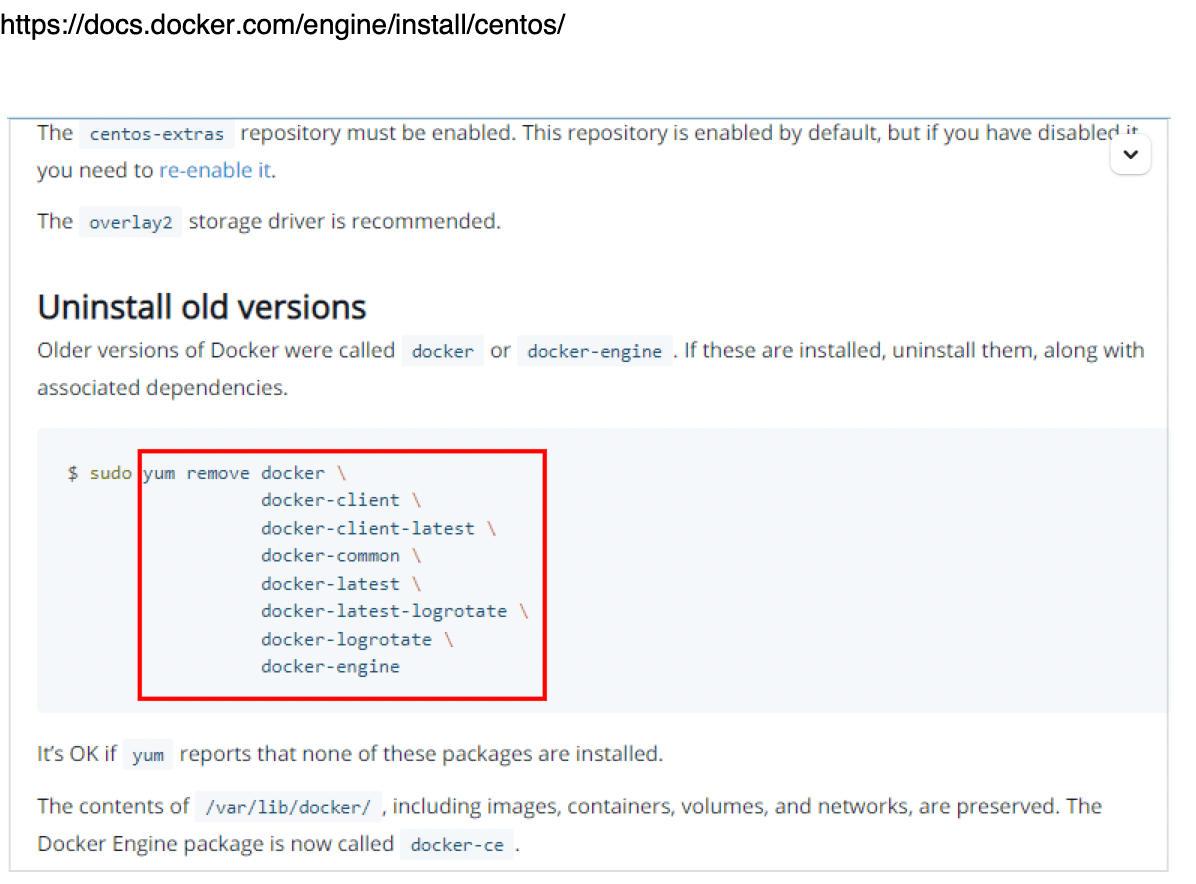 https://docs.docker.com/engine/install/centos/
The centos-extras repository must be enabled. This repository is enabled by default, but if you have disabled it
you need to re-enable it.
The overlay2 storage driver is recommended.
Uninstall old versions
Older versions of Docker were called docker or docker-engine . If these are installed, uninstall them, along with
associated dependencies.
$ sudo yum remove docker \
docker-client \
docker-client-latest \
docker-common \
docker-latest \
docker-latest-logrotate \
docker-logrotate \
docker-engine
It’s OK if yum reports that none of these packages are installed.
The contents of /var/lib/docker/ , including images, containers, volumes, and networks, are preserved. The
Docker Engine package is now called docker-ce .